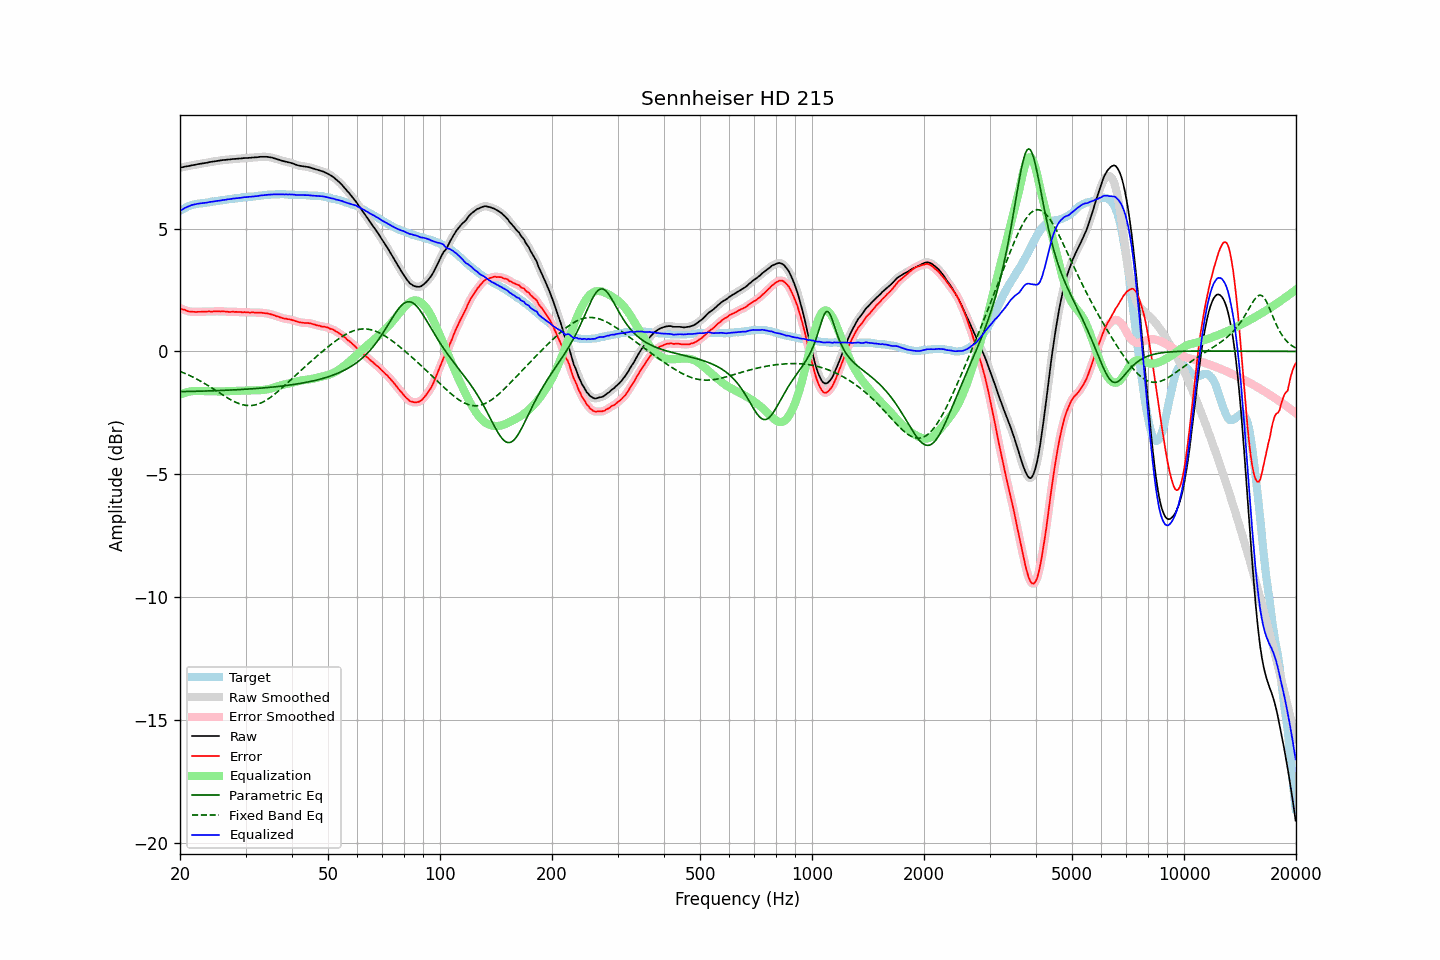 Sennheiser HD 215
Amplitude (dBr)
5
0
−5
−10
−15
−20
Target
Raw Smoothed
Error Smoothed
Raw
Error
Equalization
Parametric Eq
Fixed Band Eq
Equalized
20 50 100 200 500 1000 2000 5000 10000 20000
Frequency (Hz)